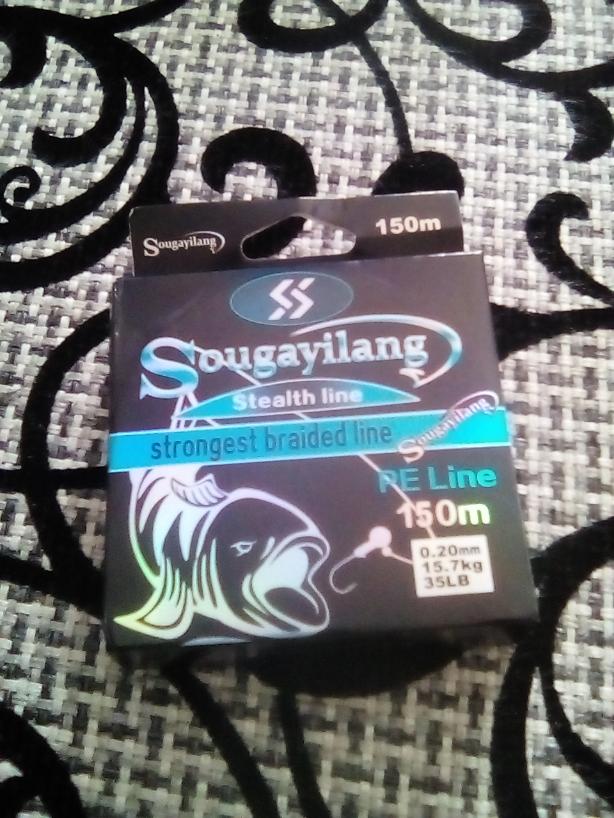 Sougayilang
150m
Sougayilang
Stealth line
strongest braided line
Sougayilang
PE Line
150m
0.20mm
15.7kg
35LB